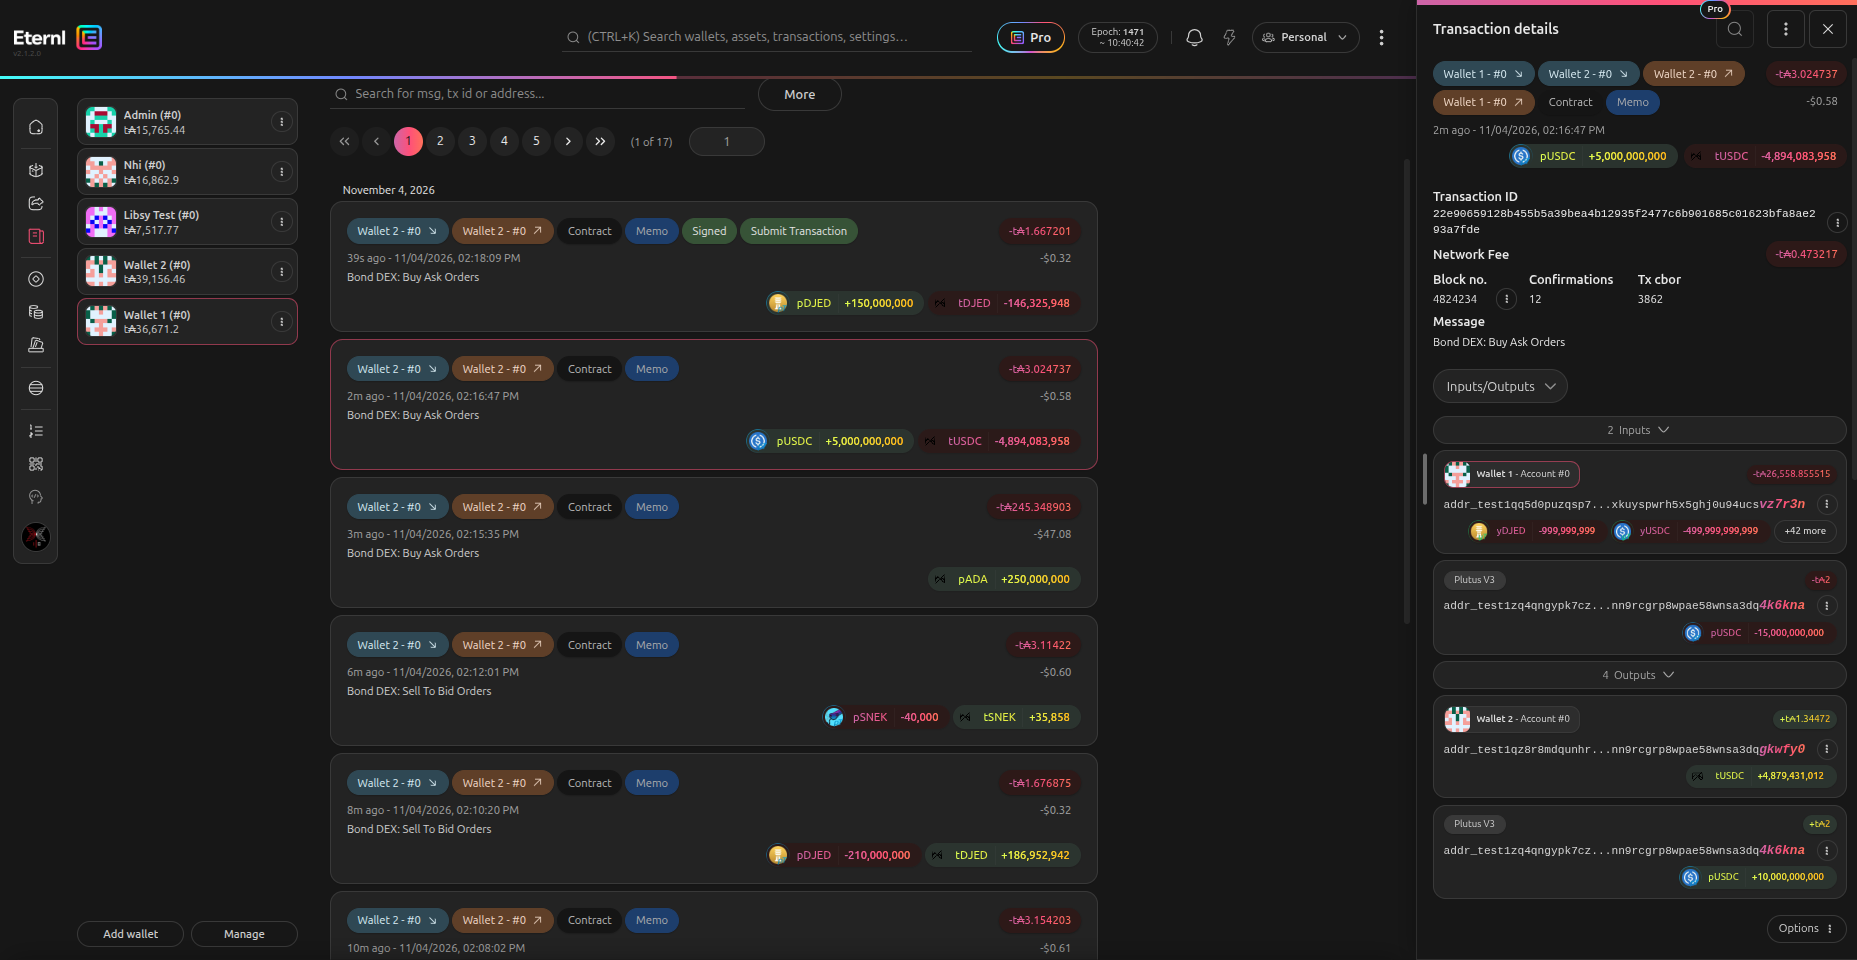 Eternl
v2.1.2.0
(CTRL+K) Search wallets, assets, transactions, settings...
Pro
Epoch: 1471
~ 10:40:42
Personal
Admin (#0)
t₳15,765.44
Nhi (#0)
t₳16,862.9
Libsy Test (#0)
t₳7,517.77
Wallet 2 (#0)
t₳39,156.46
Wallet 1 (#0)
t₳36,671.2
Add wallet
Manage
Search for msg, tx id or address...
More
1 2 3 4 5 (1 of 17) 1
November 4, 2026
Wallet 2 - #0 Wallet 2 - #0 Contract Memo Signed Submit Transaction -t₳1.667201
39s ago - 11/04/2026, 02:18:09 PM -$0.32
Bond DEX: Buy Ask Orders
pDJED +150,000,000 tDJED -146,325,948
Wallet 2 - #0 Wallet 2 - #0 Contract Memo -t₳3.024737
2m ago - 11/04/2026, 02:16:47 PM -$0.58
Bond DEX: Buy Ask Orders
pUSDC +5,000,000,000 tUSDC -4,894,083,958
Wallet 2 - #0 Wallet 2 - #0 Contract Memo -t₳245.348903
3m ago - 11/04/2026, 02:15:35 PM -$47.08
Bond DEX: Buy Ask Orders
pADA +250,000,000
Wallet 2 - #0 Wallet 2 - #0 Contract Memo -t₳3.11422
6m ago - 11/04/2026, 02:12:01 PM -$0.60
Bond DEX: Sell To Bid Orders
pSNEK -40,000 tSNEK +35,858
Wallet 2 - #0 Wallet 2 - #0 Contract Memo -t₳1.676875
8m ago - 11/04/2026, 02:10:20 PM -$0.32
Bond DEX: Sell To Bid Orders
pDJED -210,000,000 tDJED +186,952,942
Wallet 2 - #0 Wallet 2 - #0 Contract Memo -t₳3.154203
10m ago - 11/04/2026, 02:08:02 PM -$0.61
Pro
Transaction details
Wallet 1 - #0 Wallet 2 - #0 Wallet 2 - #0 -t₳3.024737
Wallet 1 - #0 Contract Memo -$0.58
2m ago - 11/04/2026, 02:16:47 PM
pUSDC +5,000,000,000 tUSDC -4,894,083,958
Transaction ID
22e90659128b455b5a39bea4b12935f2477c6b901685c01623bfa8ae2
93a7fde
Network Fee -t₳0.473217
Block no. Confirmations Tx cbor
4824234 12 3862
Message
Bond DEX: Buy Ask Orders
Inputs/Outputs
2 Inputs
Wallet 1 - Account #0 -t₳26,558.855515
addr_test1qq5d0puzqsp7...xkuyspwrh5x5ghj0u94ucsvz7r3n
yDJED -999,999,999 yUSDC -499,999,999,999 +42 more
Plutus V3 -t₳2
addr_test1zq4qngypk7cz...nn9rcgrp8wpae58wnsa3dq4k6kna
pUSDC -15,000,000,000
4 Outputs
Wallet 2 - Account #0 +t₳1.34472
addr_test1qz8r8mdqunhr...nn9rcgrp8wpae58wnsa3dqgkwfy0
tUSDC +4,879,431,012
Plutus V3 +t₳2
addr_test1zq4qngypk7cz...nn9rcgrp8wpae58wnsa3dq4k6kna
pUSDC +10,000,000,000
Options